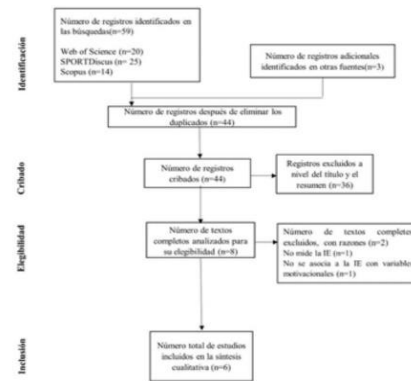 Identificación
Número de registros identificados en
las búsquedas(n=59)
Web of Science (n=20)
SPORTDiscus (n= 25)
Scopus (n=14)
Número de registros adicionales
identificados en otras fuentes(n=3)
Número de registros después de eliminar los
duplicados (n=44)
Cribado
Número de registros
cribados (n=44)
Registros excluidos a
nivel del título y el
resumen (n=36)
Elegibilidad
Número de textos
completos analizados para
su elegibilidad (n=8)
Número de textos completos
excluidos, con razones (n=2)
No mide la IE (n=1)
No se asocia a la IE con variables
motivacionales (n=1)
Inclusión
Número total de estudios
incluidos en la síntesis
cualitativa (n=6)